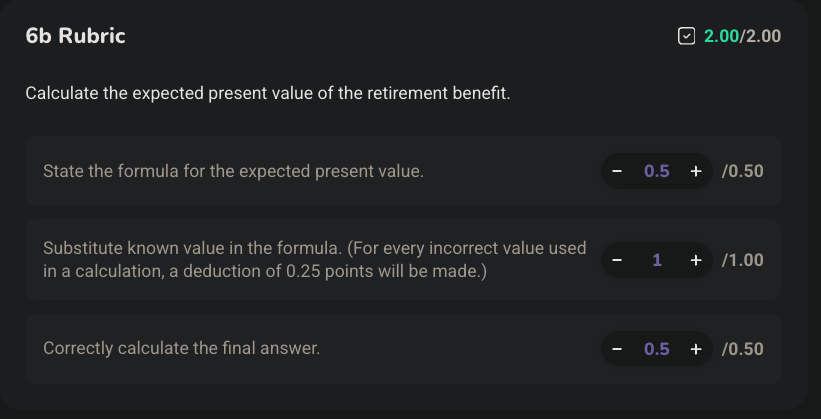 6b Rubric
2.00/2.00
Calculate the expected present value of the retirement benefit.
State the formula for the expected present value.
− 0.5 + /0.50
Substitute known value in the formula. (For every incorrect value used
in a calculation, a deduction of 0.25 points will be made.)
− 1 + /1.00
Correctly calculate the final answer.
− 0.5 + /0.50